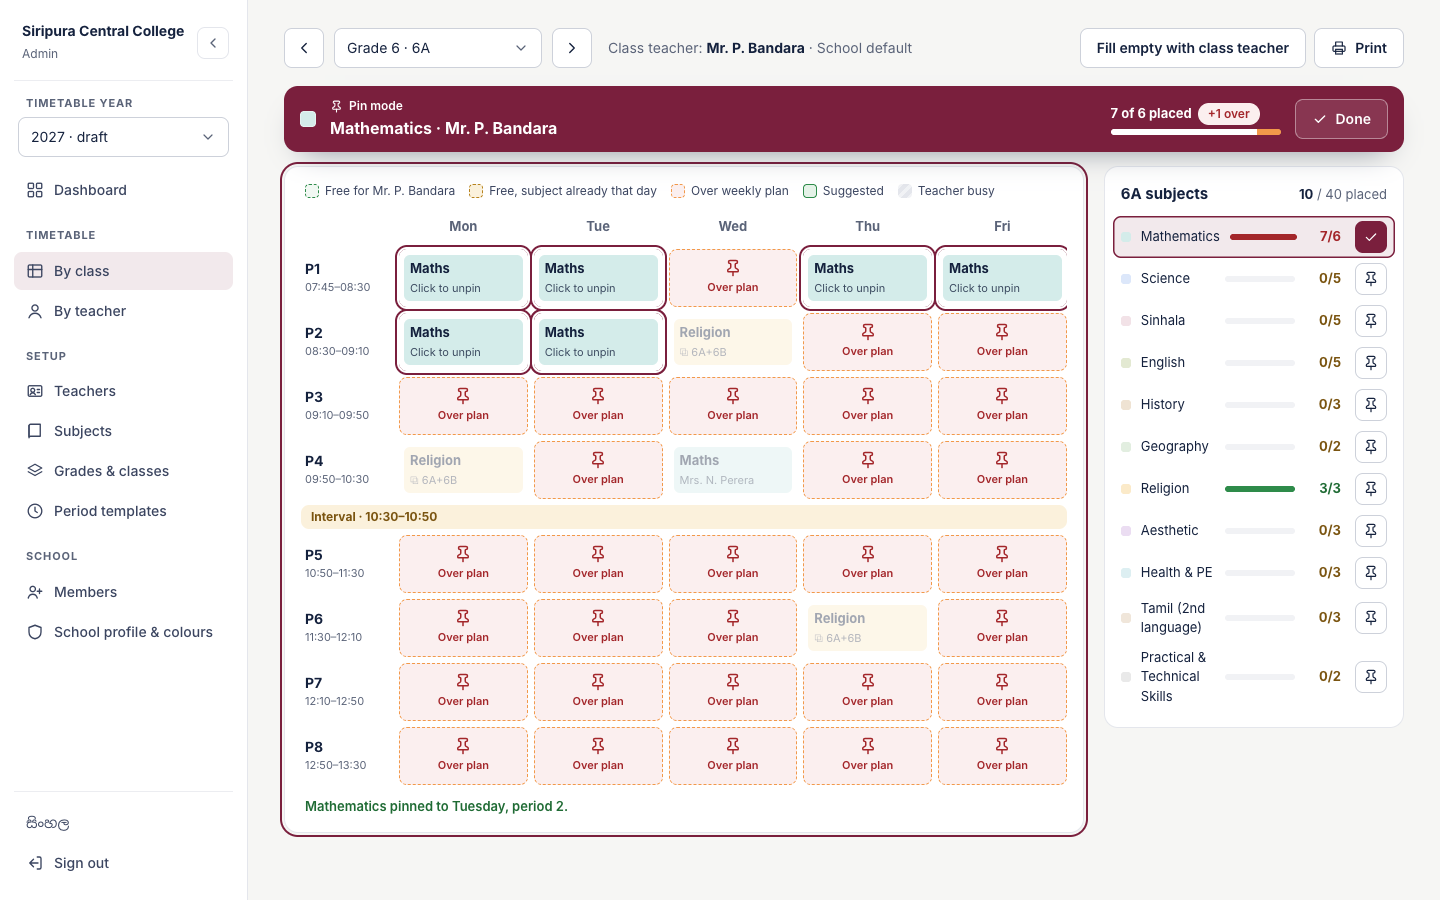 Siripura Central College
Admin
TIMETABLE YEAR
2027 · draft
Dashboard
TIMETABLE
By class
By teacher
SETUP
Teachers
Subjects
Grades & classes
Period templates
SCHOOL
Members
School profile & colours
සිංහල
Sign out
Grade 6 · 6A
Class teacher: Mr. P. Bandara · School default
Fill empty with class teacher
Print
Pin mode
Mathematics · Mr. P. Bandara
7 of 6 placed +1 over
Done
Free for Mr. P. Bandara Free, subject already that day Over weekly plan Suggested Teacher busy
Mon Tue Wed Thu Fri
P1 Maths Maths Over plan Maths Maths
07:45–08:30 Click to unpin Click to unpin Click to unpin Click to unpin
P2 Maths Maths Religion Over plan Over plan
08:30–09:10 Click to unpin Click to unpin 6A+6B
P3 Over plan Over plan Over plan Over plan Over plan
09:10–09:50
P4 Religion Over plan Maths Over plan Over plan
09:50–10:30 6A+6B Mrs. N. Perera
Interval · 10:30–10:50
P5 Over plan Over plan Over plan Over plan Over plan
10:50–11:30
P6 Over plan Over plan Over plan Religion Over plan
11:30–12:10 6A+6B
P7 Over plan Over plan Over plan Over plan Over plan
12:10–12:50
P8 Over plan Over plan Over plan Over plan Over plan
12:50–13:30
Mathematics pinned to Tuesday, period 2.
6A subjects 10 / 40 placed
Mathematics 7/6
Science 0/5
Sinhala 0/5
English 0/5
History 0/3
Geography 0/2
Religion 3/3
Aesthetic 0/3
Health & PE 0/3
Tamil (2nd
language) 0/3
Practical &
Technical 0/2
Skills